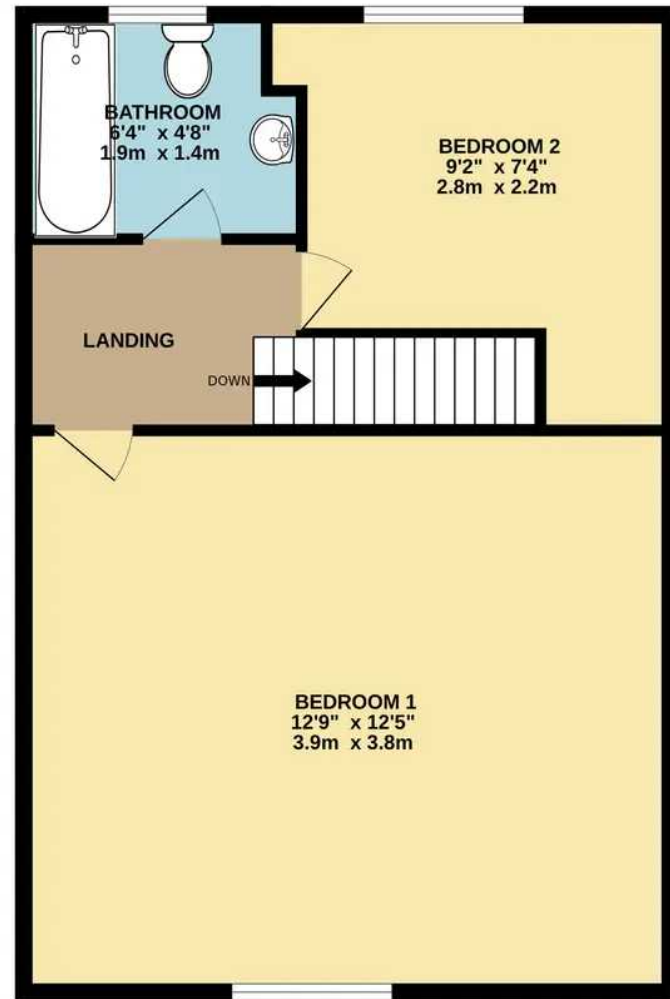 BATHROOM
6'4" x 4'8"
1.9m x 1.4m
BEDROOM 2
9'2" x 7'4"
2.8m x 2.2m
LANDING
DOWN
BEDROOM 1
12'9" x 12'5"
3.9m x 3.8m